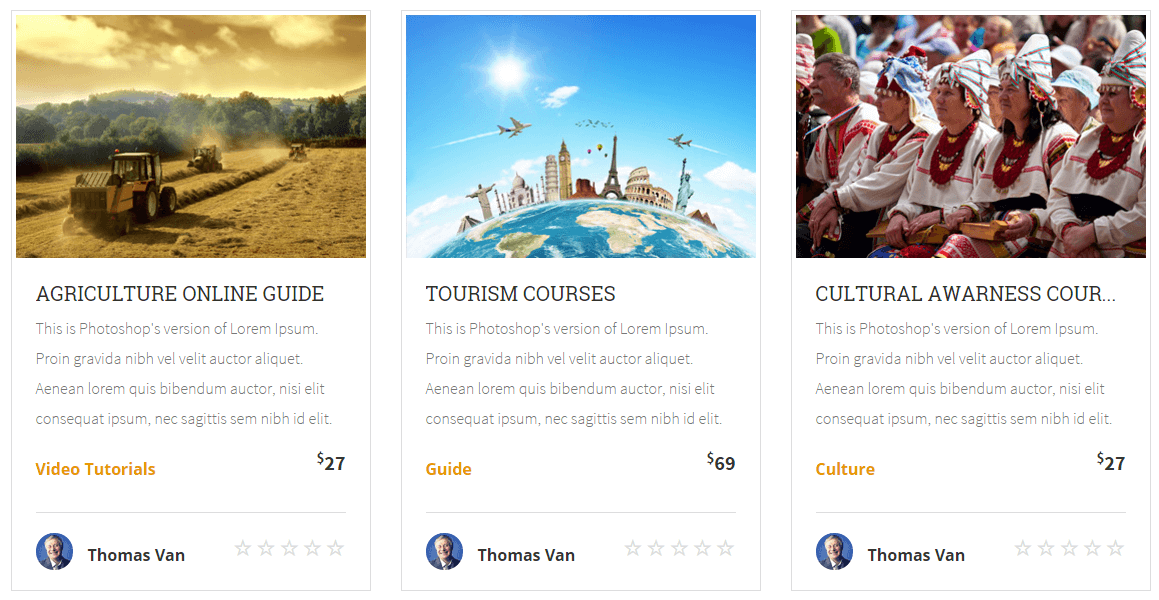 AGRICULTURE ONLINE GUIDE
This is Photoshop's version of Lorem Ipsum.
Proin gravida nibh vel velit auctor aliquet.
Aenean lorem quis bibendum auctor, nisi elit
consequat ipsum, nec sagittis sem nibh id elit.
Video Tutorials
$27
Thomas Van
TOURISM COURSES
This is Photoshop's version of Lorem Ipsum.
Proin gravida nibh vel velit auctor aliquet.
Aenean lorem quis bibendum auctor, nisi elit
consequat ipsum, nec sagittis sem nibh id elit.
Guide
$69
Thomas Van
CULTURAL AWARNESS COUR...
This is Photoshop's version of Lorem Ipsum.
Proin gravida nibh vel velit auctor aliquet.
Aenean lorem quis bibendum auctor, nisi elit
consequat ipsum, nec sagittis sem nibh id elit.
Culture
$27
Thomas Van